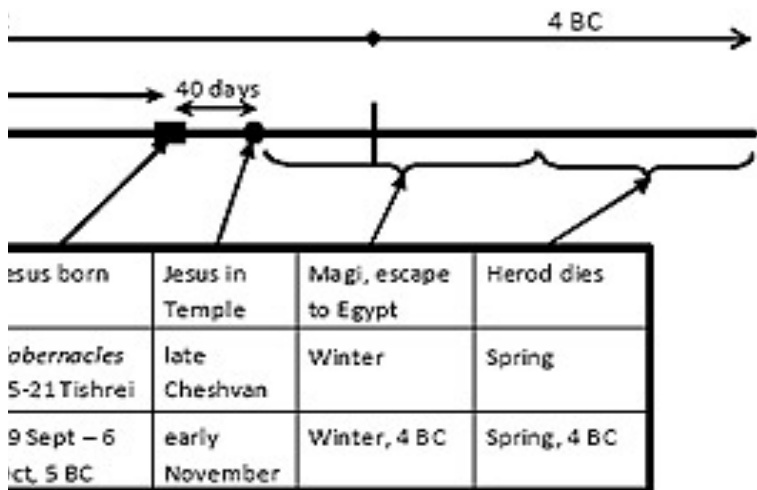 4 BC
40 days
esus born
Jesus in
Temple
Magi, escape
to Egypt
Herod dies
abernacles
5-21 Tishrei
late
Cheshvan
Winter
Spring
9 Sept – 6
ct, 5 BC
early
November
Winter, 4 BC
Spring, 4 BC